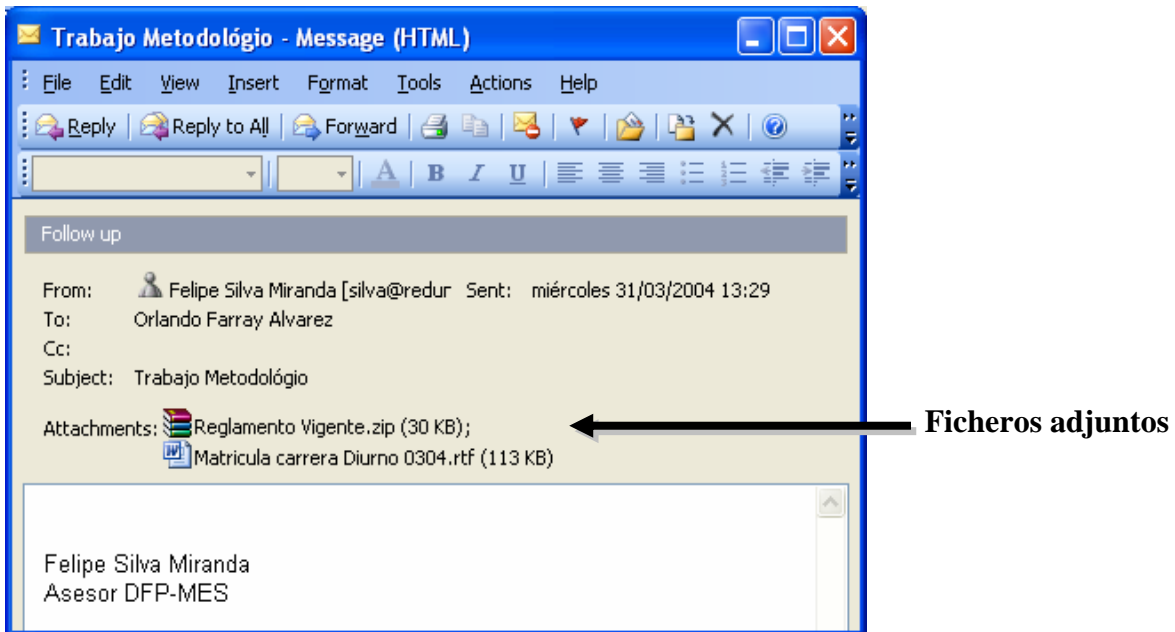 Trabajo Metodológio - Message (HTML)
File Edit View Insert Format Tools Actions Help
Reply Reply to All Forward
A B I U
Follow up
From: Felipe Silva Miranda [silva@redur Sent: miércoles 31/03/2004 13:29
To: Orlando Farray Alvarez
Cc:
Subject: Trabajo Metodológio
Attachments: Reglamento Vigente.zip (30 KB);
Matricula carrera Diurno 0304.rtf (113 KB)
Ficheros adjuntos
Felipe Silva Miranda
Asesor DFP-MES